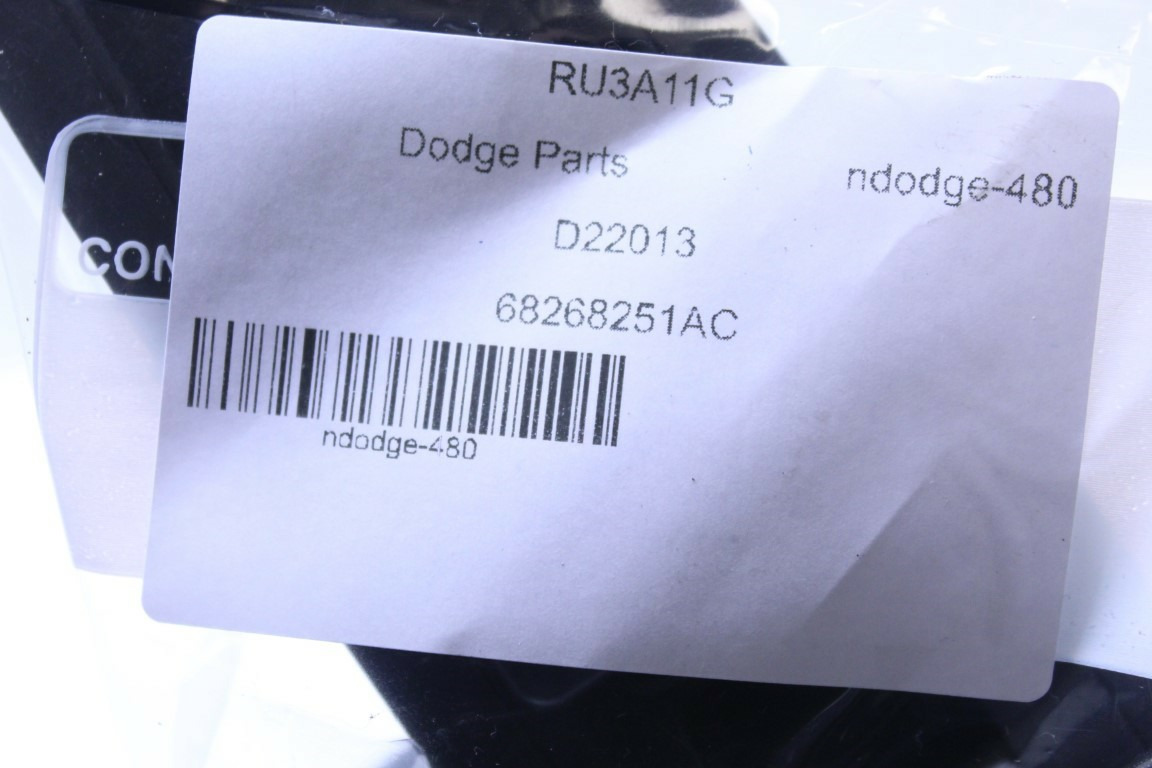 RU3A11G
Dodge Parts
ndodge-480
D22013
68268251AC
ndodge-480
CON